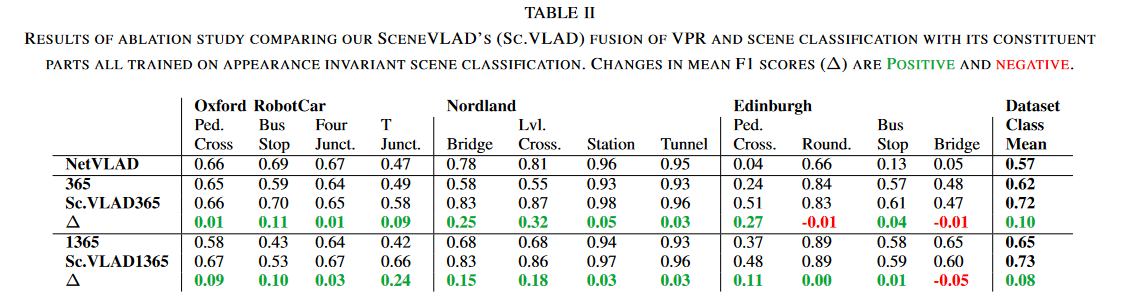 TABLE II
RESULTS OF ABLATION STUDY COMPARING OUR SCENEVLAD'S (SC.VLAD) FUSION OF VPR AND SCENE CLASSIFICATION WITH ITS CONSTITUENT
PARTS ALL TRAINED ON APPEARANCE INVARIANT SCENE CLASSIFICATION. CHANGES IN MEAN F1 SCORES (Δ) ARE POSITIVE AND NEGATIVE.
Oxford RobotCar Nordland Edinburgh Dataset
Ped. Bus Four T Lvl. Ped. Bus Class
Cross Stop Junct. Junct. Bridge Cross. Station Tunnel Cross. Round. Stop Bridge Mean
NetVLAD 0.66 0.69 0.67 0.47 0.78 0.81 0.96 0.95 0.04 0.66 0.13 0.05 0.57
365 0.65 0.59 0.64 0.49 0.58 0.55 0.93 0.93 0.24 0.84 0.57 0.48 0.62
Sc.VLAD365 0.66 0.70 0.65 0.58 0.83 0.87 0.98 0.96 0.51 0.83 0.61 0.47 0.72
Δ 0.01 0.11 0.01 0.09 0.25 0.32 0.05 0.03 0.27 -0.01 0.04 -0.01 0.10
1365 0.58 0.43 0.64 0.42 0.68 0.68 0.94 0.93 0.37 0.89 0.58 0.65 0.65
Sc.VLAD1365 0.67 0.53 0.67 0.66 0.83 0.86 0.97 0.96 0.48 0.89 0.59 0.60 0.73
Δ 0.09 0.10 0.03 0.24 0.15 0.18 0.03 0.03 0.11 0.00 0.01 -0.05 0.08